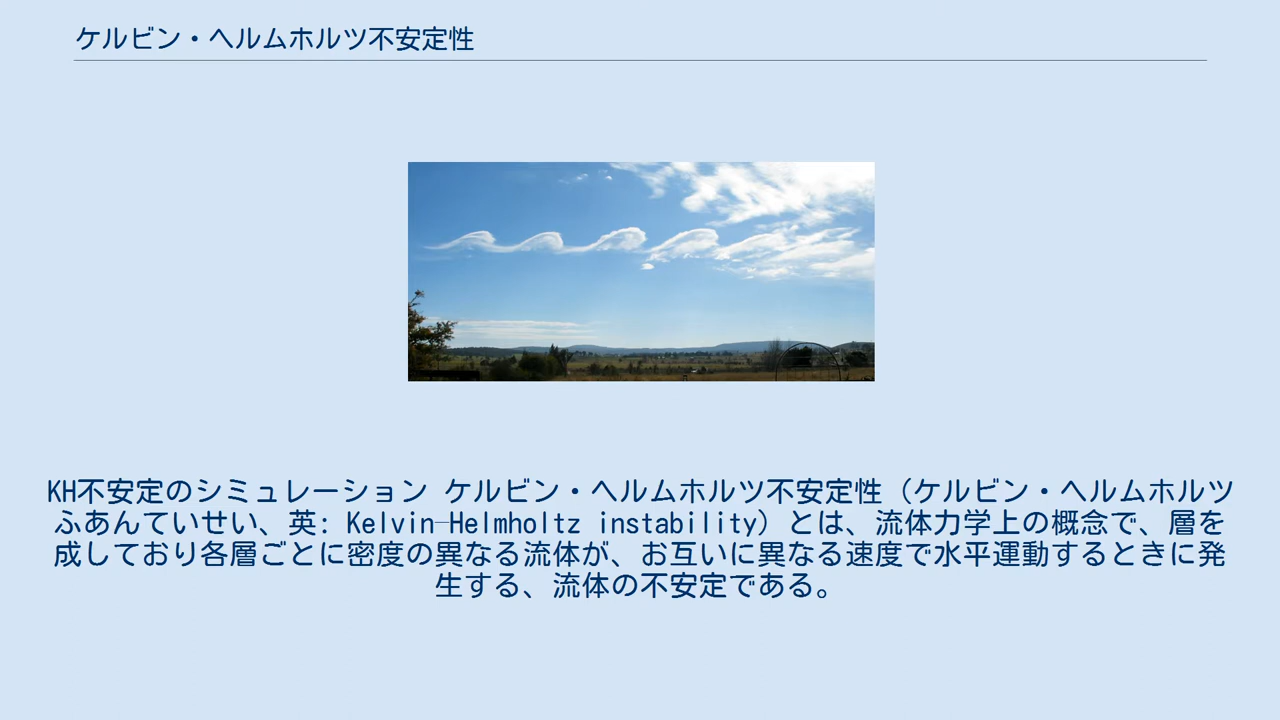 ケルビン・ヘルムホルツ不安定性
KH不安定のシミュレーション ケルビン・ヘルムホルツ不安定性（ケルビン・ヘルムホルツ
ふあんていせい、英: Kelvin–Helmholtz instability）とは、流体力学上の概念で、層を
成しており各層ごとに密度の異なる流体が、お互いに異なる速度で水平運動するときに発
生する、流体の不安定である。